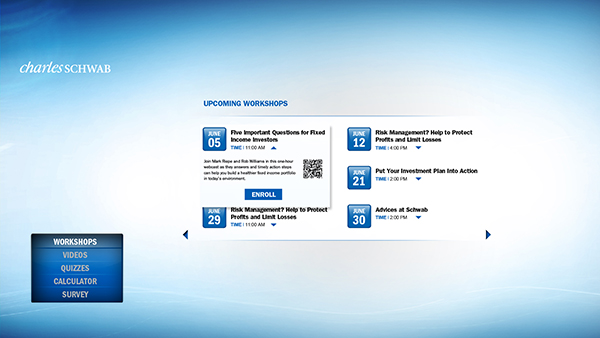 charles SCHWAB
UPCOMING WORKSHOPS
JUNE
05
Five Important Questions for Fixed
Income Investors
TIME | 11:00 AM
Join Mark Riepe and Rob Williams in this one-hour
webcast as they answers and timely action steps
can help you build a healthier fixed income portfolio
in today's environment.
ENROLL
JUNE
29
Risk Management? Help to Protect
Profits and Limit Losses
TIME | 11:00 AM
JUNE
12
Risk Management? Help to Protect
Profits and Limit Losses
TIME | 4:00 PM
JUNE
21
Put Your Investment Plan Into Action
TIME | 2:00 PM
JUNE
30
Advices at Schwab
TIME | 2:00 PM
WORKSHOPS
VIDEOS
QUIZZES
CALCULATOR
SURVEY